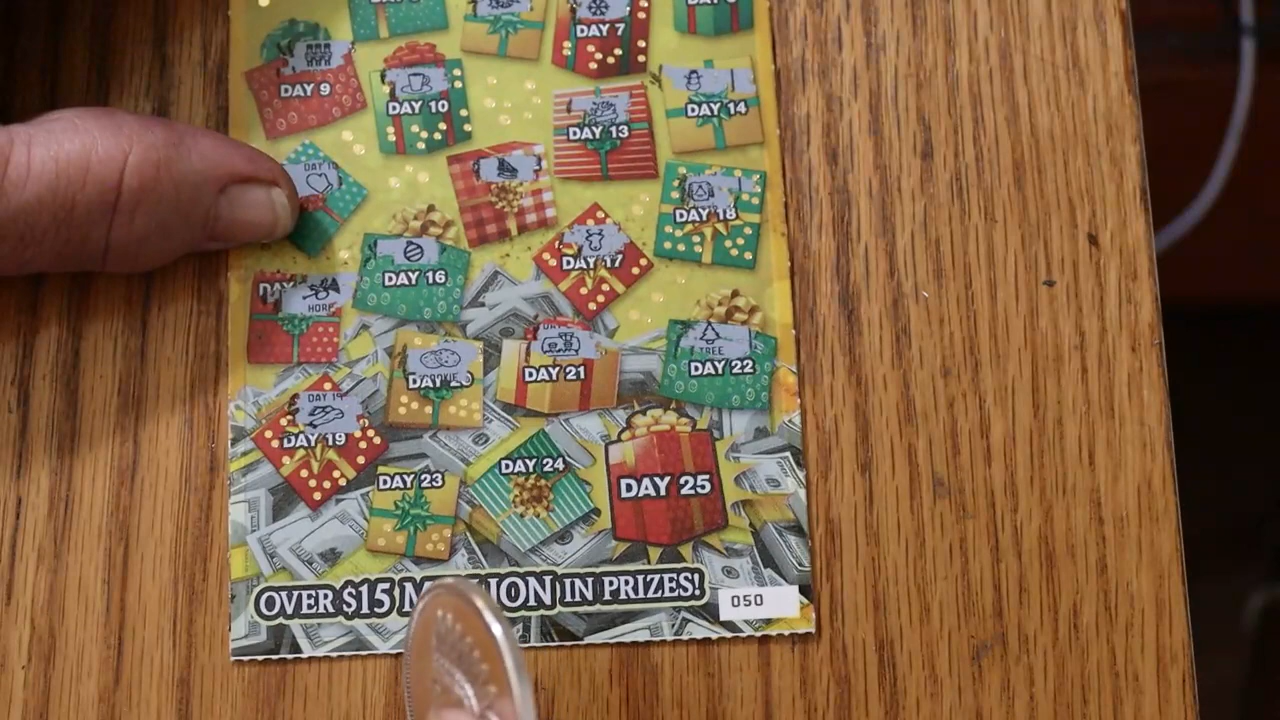 DAY 7
DAY 9
DAY 10
DAY 13
DAY 14
DAY 18
DAY 17
DAY 16
DAY
HORN
COOKIE
DAY 21
TREE
DAY 22
DAY 19
DAY 19
DAY 23
DAY 24
DAY 25
OVER $15 MILLION IN PRIZES!
050